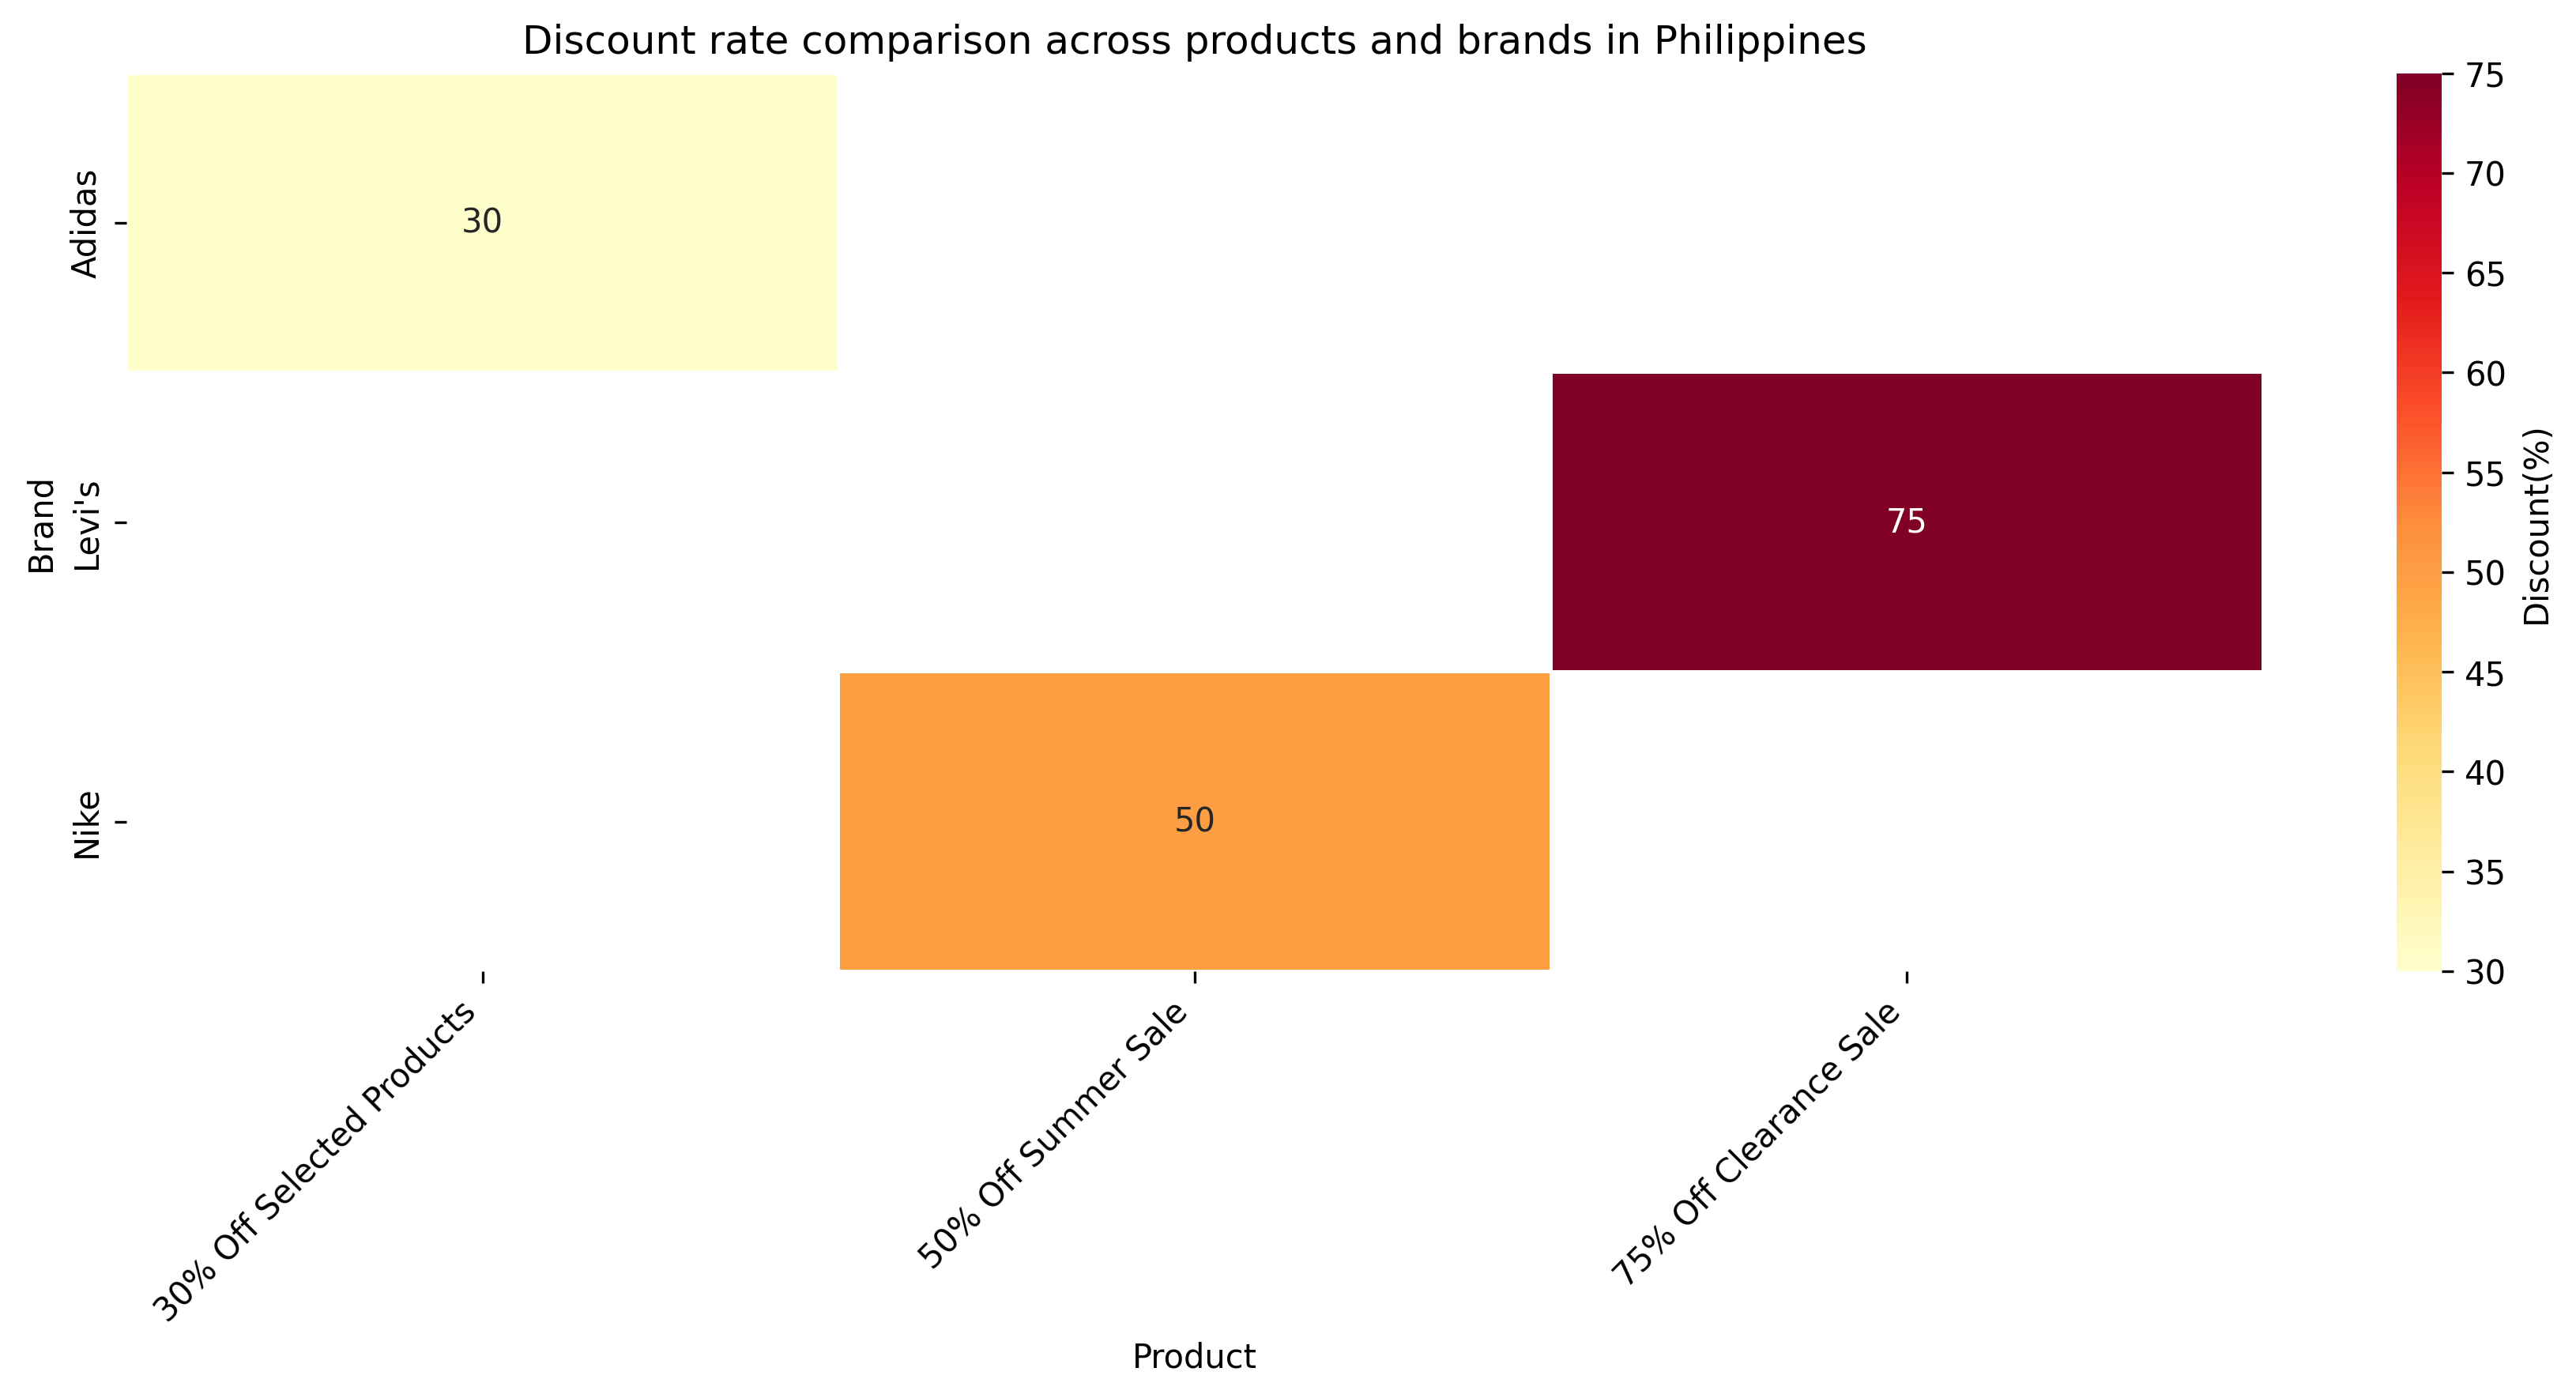 Discount rate comparison across products and brands in Philippines
Brand
Adidas
Levi's
Nike
30
75
50
30% Off Selected Products
50% Off Summer Sale
75% Off Clearance Sale
Product
75
70
65
60
55
50
45
40
35
30
Discount(%)